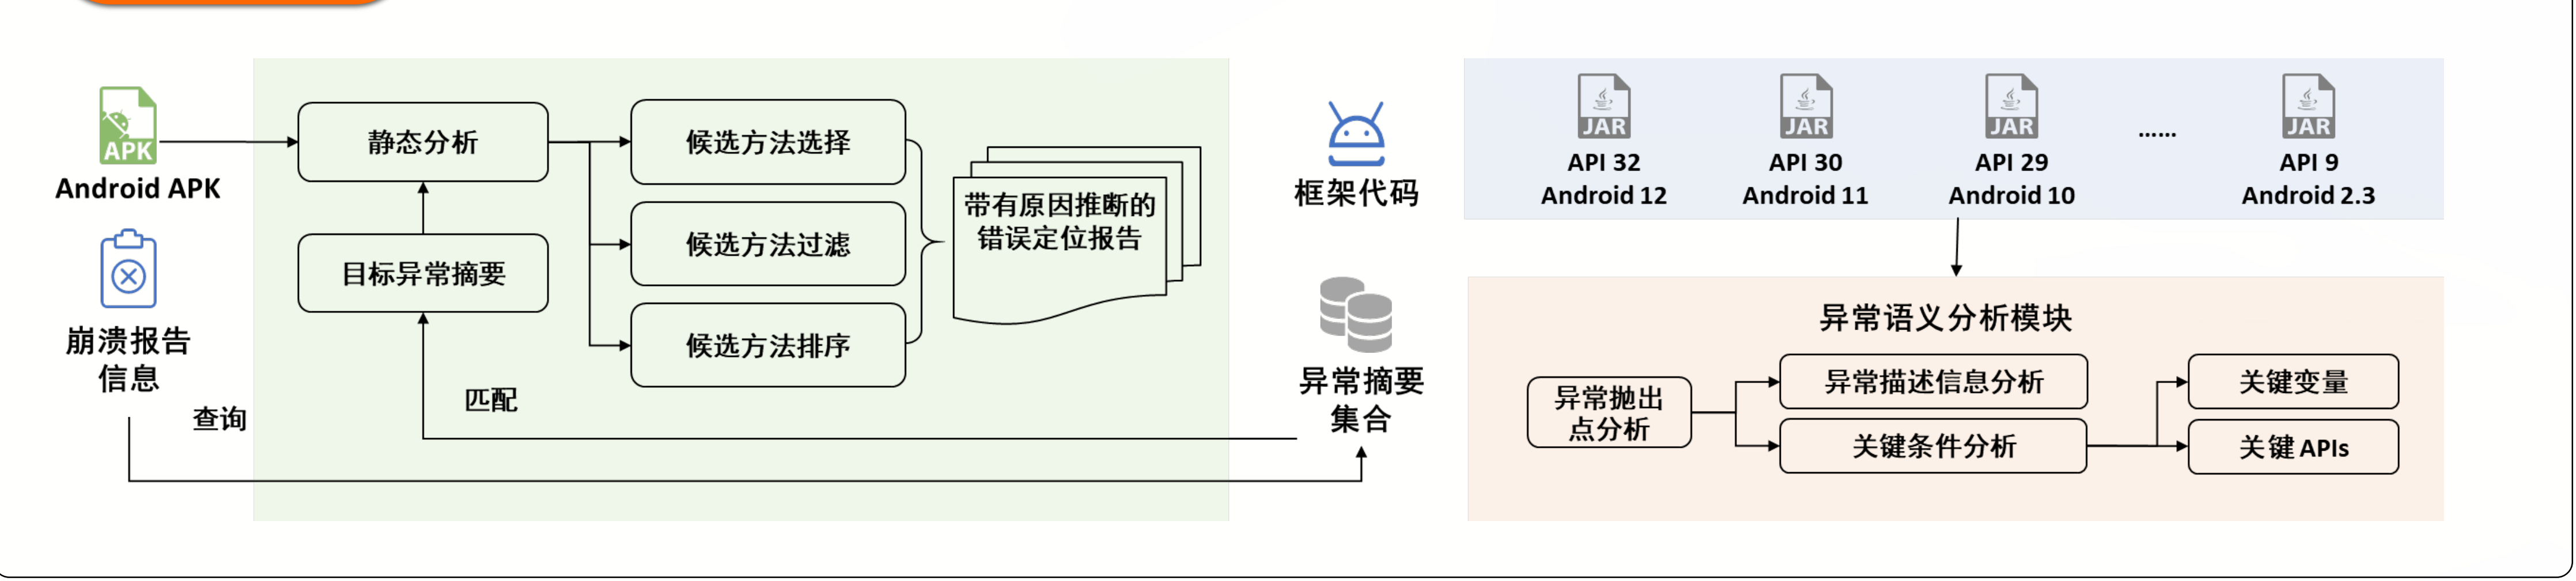 APK
Android APK
崩溃报告
信息
查询
静态分析
目标异常摘要
匹配
候选方法选择
候选方法过滤
候选方法排序
带有原因推断的
错误定位报告
框架代码
异常摘要
集合
JAR
API 32
Android 12
JAR
API 30
Android 11
JAR
API 29
Android 10
......
JAR
API 9
Android 2.3
异常语义分析模块
异常抛出
点分析
异常描述信息分析
关键条件分析
关键变量
关键 APIs